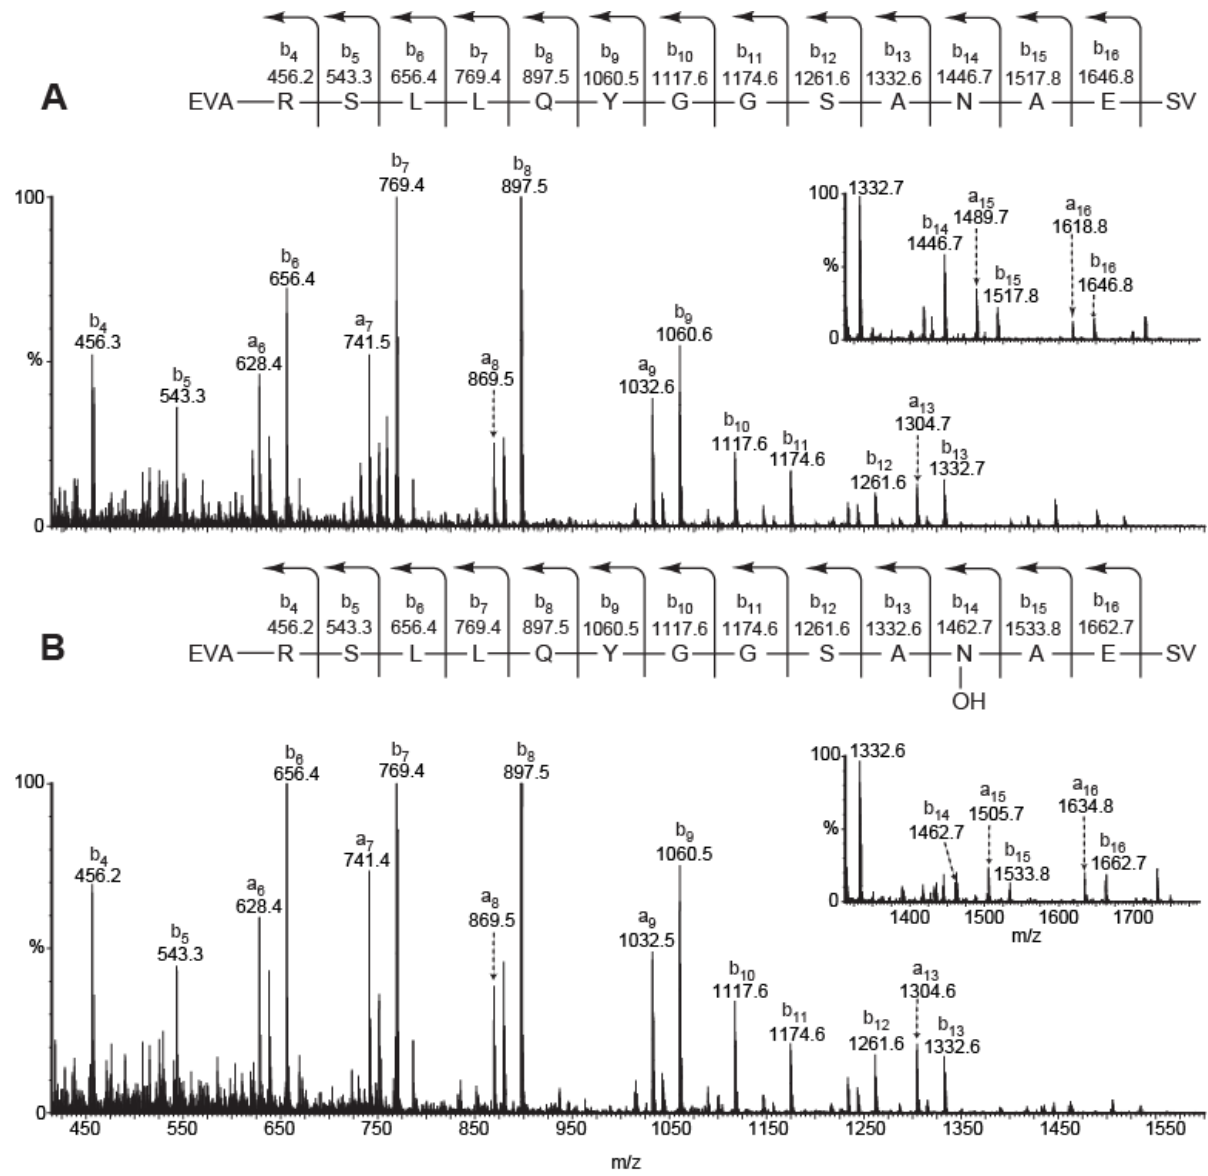 b4 b5 b6 b7 b8 b9 b10 b11 b12 b13 b14 b15 b16
456.2 543.3 656.4 769.4 897.5 1060.5 1117.6 1174.6 1261.6 1332.6 1446.7 1517.8 1646.8
A EVA R S L L Q Y G G S A N A E SV
b7
769.4
b8
897.5
100
b6
656.4
b4
456.3
a7
741.5
a6
628.4
b5
543.3
a8
869.5
%
b9
1060.6
a9
1032.6
b10
1117.6
b11
1174.6
b12
1261.6
a13
1304.7
b13
1332.7
0
100
1332.7
b14
1446.7
a15
1489.7
b15
1517.8
a16
1618.8
b16
1646.8
%
0
b4 b5 b6 b7 b8 b9 b10 b11 b12 b13 b14 b15 b16
456.2 543.3 656.4 769.4 897.5 1060.5 1117.6 1174.6 1261.6 1332.6 1462.7 1533.8 1662.7
B EVA R S L L Q Y G G S A N A E SV
OH
b6
656.4
b7
769.4
b8
897.5
100
b4
456.2
a7
741.4
a6
628.4
b5
543.3
a8
869.5
%
b9
1060.5
a9
1032.5
b10
1117.6
b11
1174.6
b12
1261.6
a13
1304.6
b13
1332.6
0
100
1332.6
b14
1462.7
a15
1505.7
b15
1533.8
a16
1634.8
b16
1662.7
%
0
1400 1500 1600 1700
m/z
450 550 650 750 850 950 1050 1150 1250 1350 1450 1550
m/z